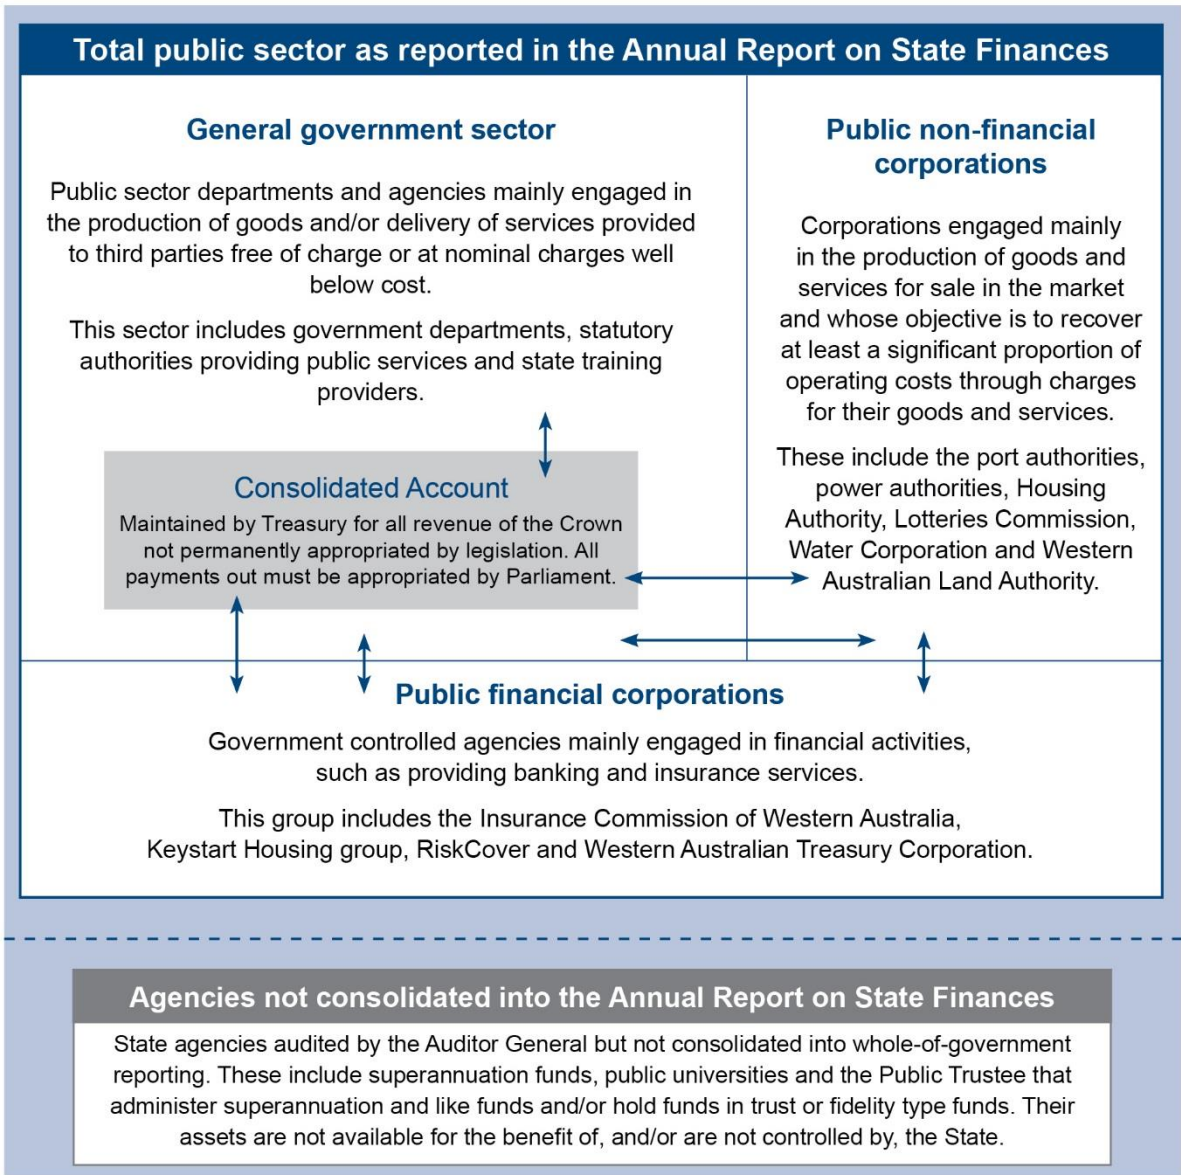 Total public sector as reported in the Annual Report on State Finances
General government sector
Public sector departments and agencies mainly engaged in
the production of goods and/or delivery of services provided
to third parties free of charge or at nominal charges well
below cost.
This sector includes government departments, statutory
authorities providing public services and state training
providers.
Consolidated Account
Maintained by Treasury for all revenue of the Crown
not permanently appropriated by legislation. All
payments out must be appropriated by Parliament.
Public non-financial
corporations
Corporations engaged mainly
in the production of goods and
services for sale in the market
and whose objective is to recover
at least a significant proportion of
operating costs through charges
for their goods and services.
These include the port authorities,
power authorities, Housing
Authority, Lotteries Commission,
Water Corporation and Western
Australian Land Authority.
Public financial corporations
Government controlled agencies mainly engaged in financial activities,
such as providing banking and insurance services.
This group includes the Insurance Commission of Western Australia,
Keystart Housing group, RiskCover and Western Australian Treasury Corporation.
Agencies not consolidated into the Annual Report on State Finances
State agencies audited by the Auditor General but not consolidated into whole-of-government
reporting. These include superannuation funds, public universities and the Public Trustee that
administer superannuation and like funds and/or hold funds in trust or fidelity type funds. Their
assets are not available for the benefit of, and/or are not controlled by, the State.